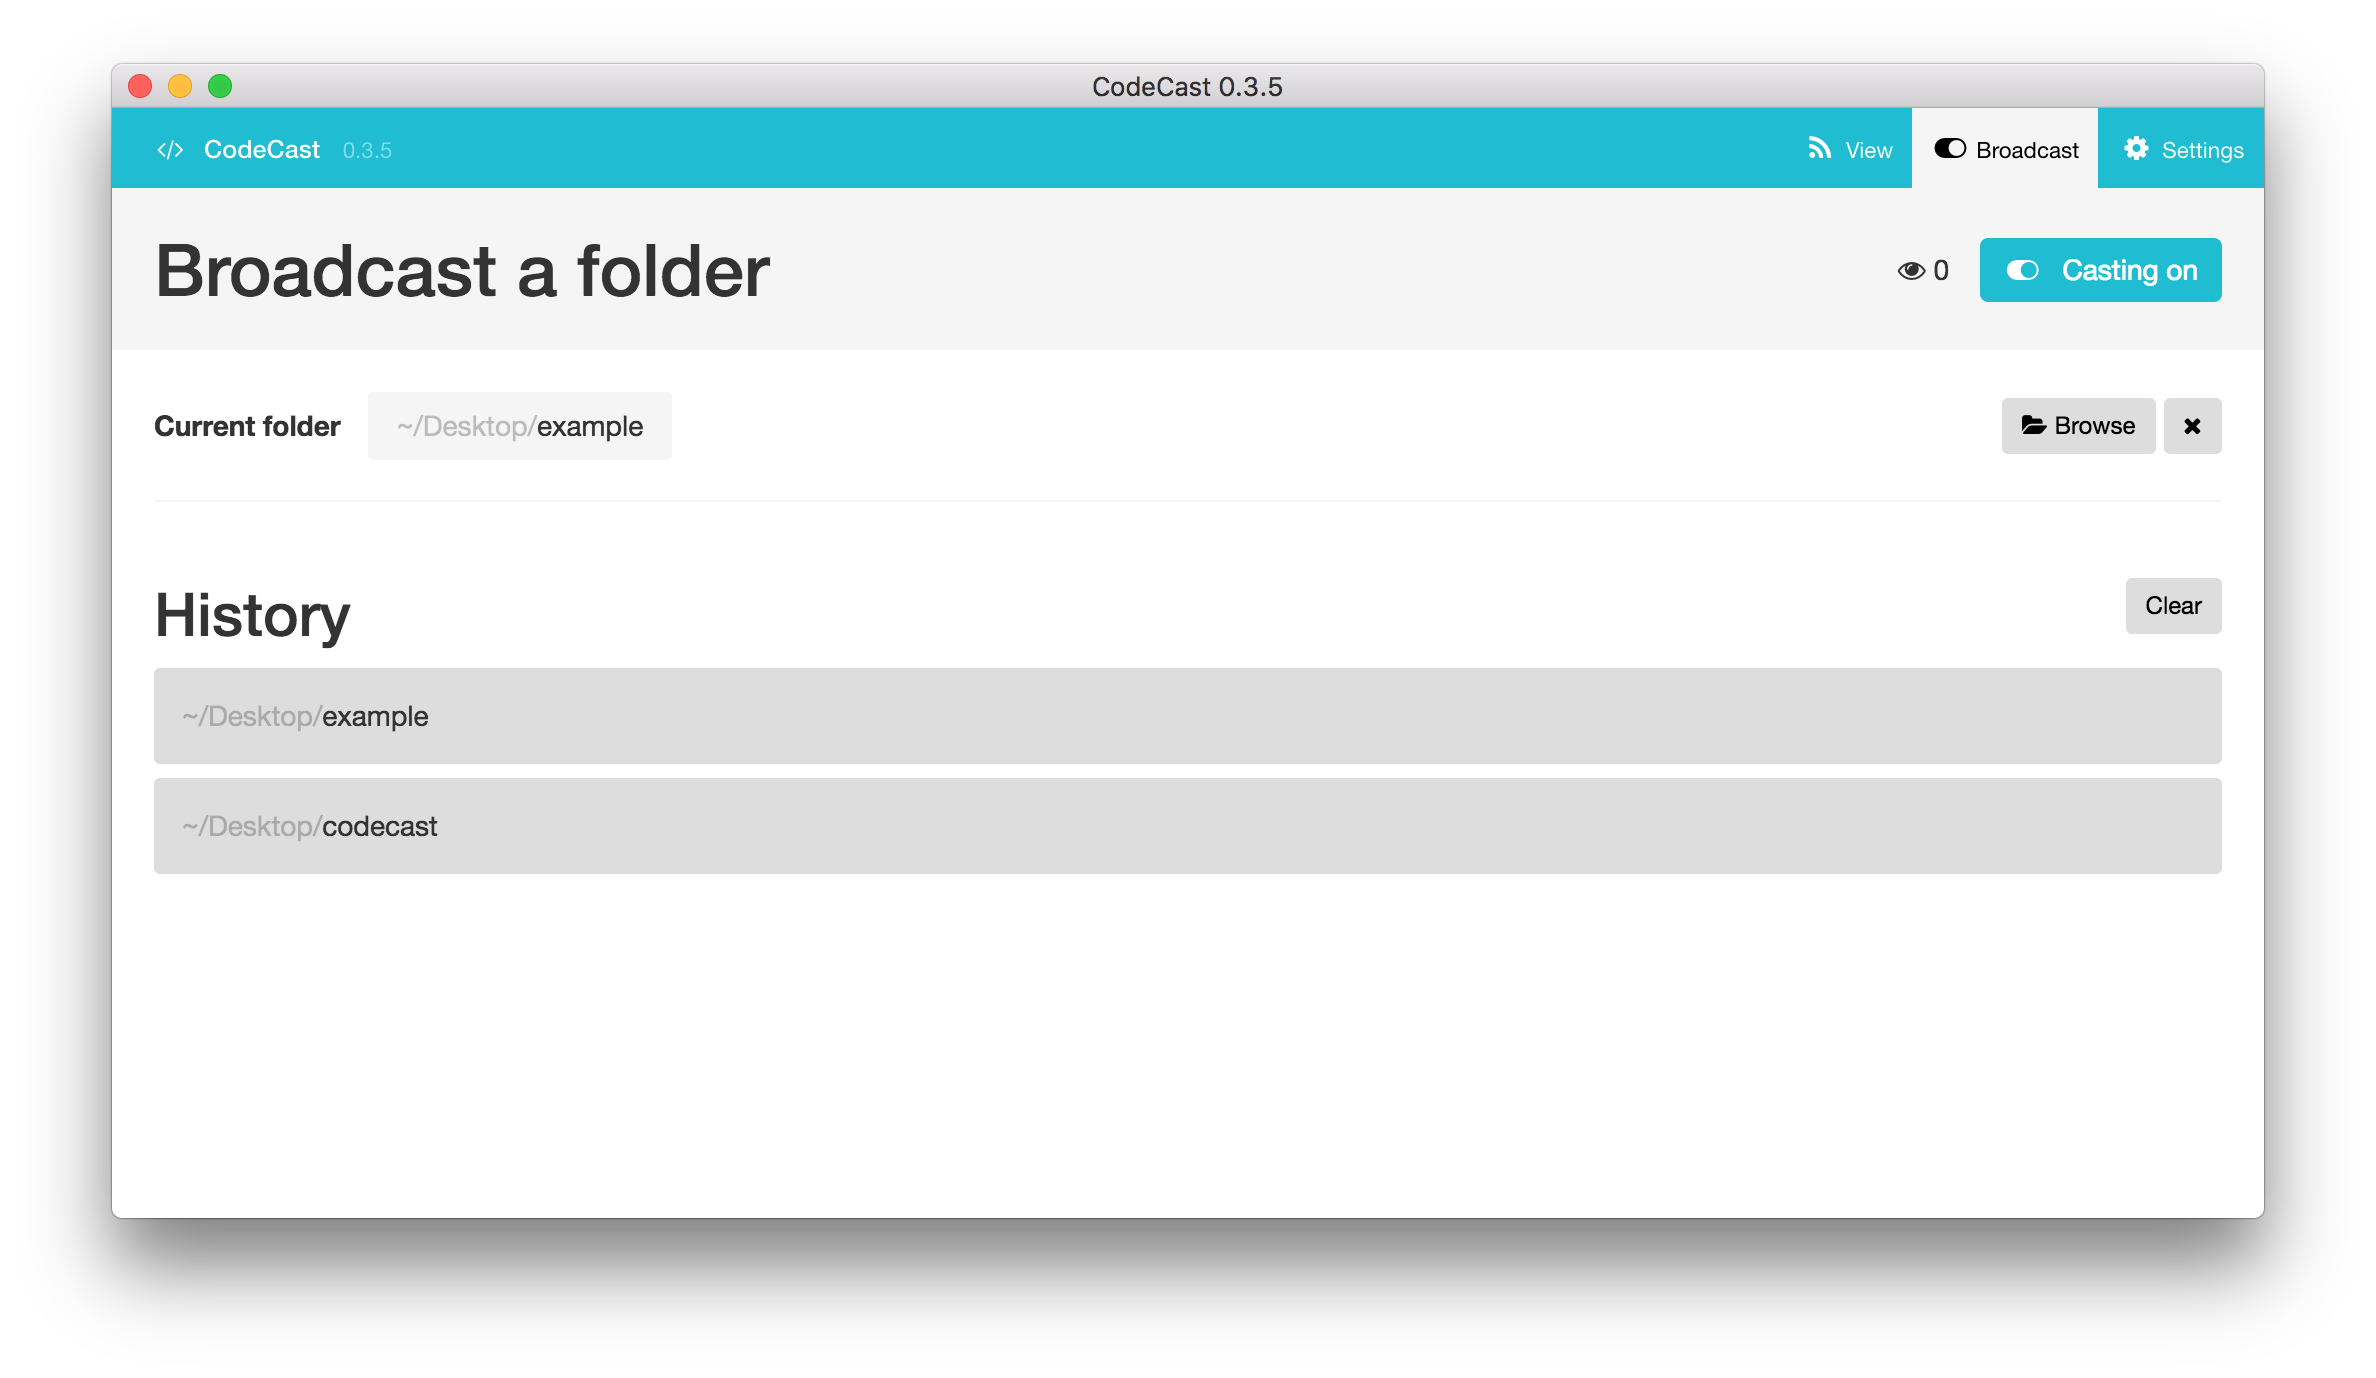 CodeCast 0.3.5
</> CodeCast 0.3.5 View Broadcast Settings
Broadcast a folder 0 Casting on
Current folder ~/Desktop/example Browse
History Clear
~/Desktop/example
~/Desktop/codecast